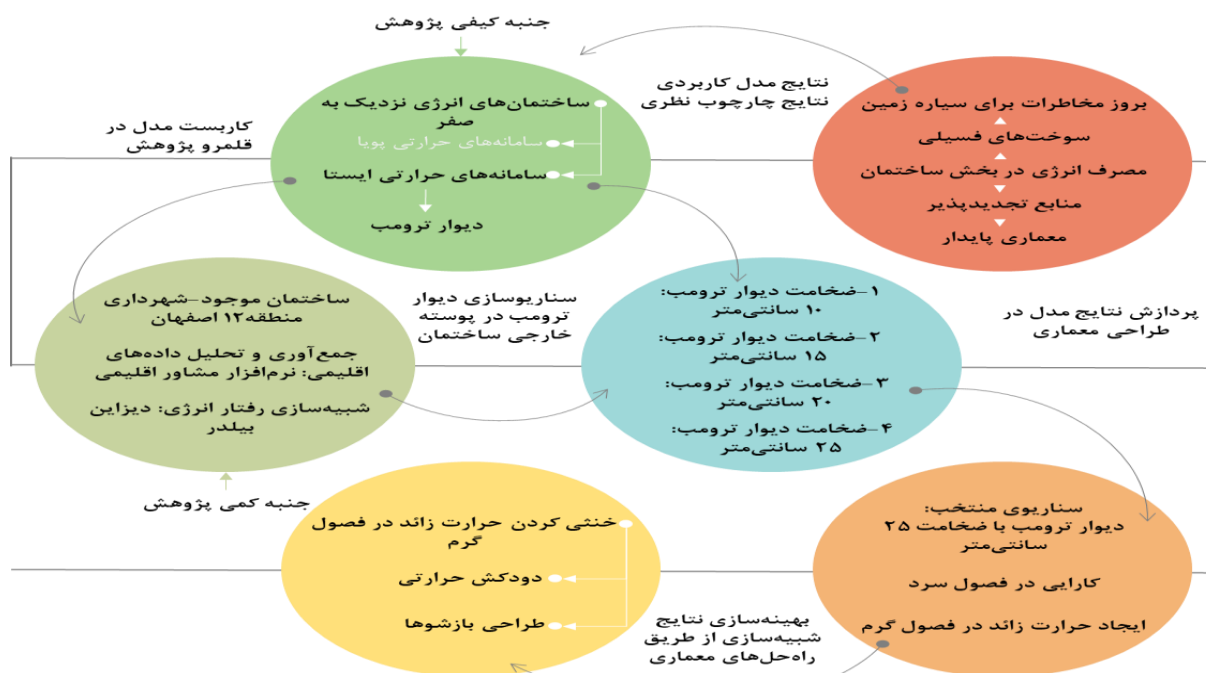 جنبه کیفی پژوهش
بروز مخاطرات برای سیاره زمین
سوخت‌های فسیلی
مصرف انرژی در بخش ساختمان
منابع تجدیدپذیر
معماری پایدار
نتایج مدل کاربردی
نتایج چارچوب نظری
ساختمان‌های انرژی نزدیک به
صفر
سامانه‌های حرارتی پویا
سامانه‌های حرارتی ایستا
دیوار ترومب
کاربست مدل در
قلمرو پژوهش
پردازش نتایج مدل در
طراحی معماری
۱-ضخامت دیوار ترومب:
۱۰ سانتی‌متر
۲-ضخامت دیوار ترومب:
۱۵ سانتی‌متر
۳-ضخامت دیوار ترومب:
۲۰ سانتی‌متر
۴-ضخامت دیوار ترومب:
۲۵ سانتی‌متر
سناریوسازی دیوار
ترومب در پوسته
خارجی ساختمان
ساختمان موجود-شهرداری
منطقه۱۲ اصفهان
جمع‌آوری و تحلیل داده‌های
اقلیمی: نرم‌افزار مشاور اقلیمی
شبیه‌سازی رفتار انرژی: دیزاین
بیلدر
جنبه کمی پژوهش
سناریوی منتخب:
دیوار ترومب با ضخامت ۲۵
سانتی‌متر
کارایی در فصول سرد
ایجاد حرارت زائد در فصول گرم
بهینه‌سازی نتایج
شبیه‌سازی از طریق
راه‌حل‌های معماری
خنثی کردن حرارت زائد در فصول
گرم
دودکش حرارتی
طراحی بازشوها